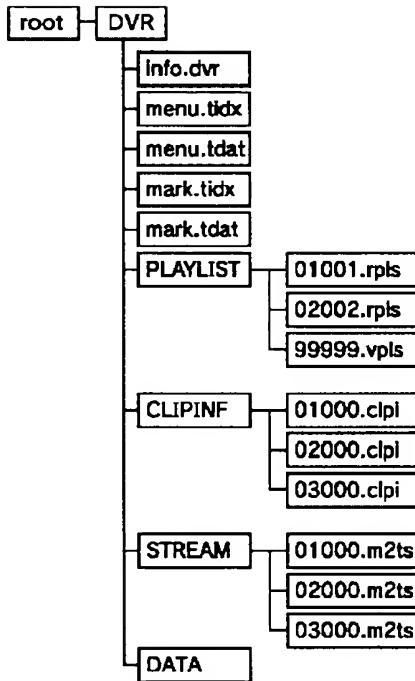 root DVR
info.dvr
menu.tidx
menu.tdat
mark.tidx
mark.tdat
PLAYLIST 01001.rpls
02002.rpls
99999.vpls
CLIPINF 01000.clpi
02000.clpi
03000.clpi
STREAM 01000.m2ts
02000.m2ts
03000.m2ts
DATA